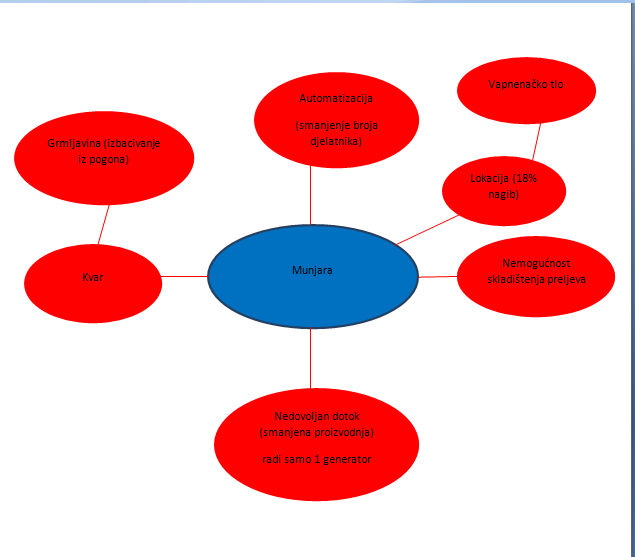 Vapnenačko tlo
Automatizacija
(smanjenje broja
djelatnika)
Grmljavina (izbacivanje
iz pogona)
Lokacija (18%
nagib)
Munjara
Nemogućnost
skladištenja preljeva
Kvar
Nedovoljan dotok
(smanjena proizvodnja)
radi samo 1 generator